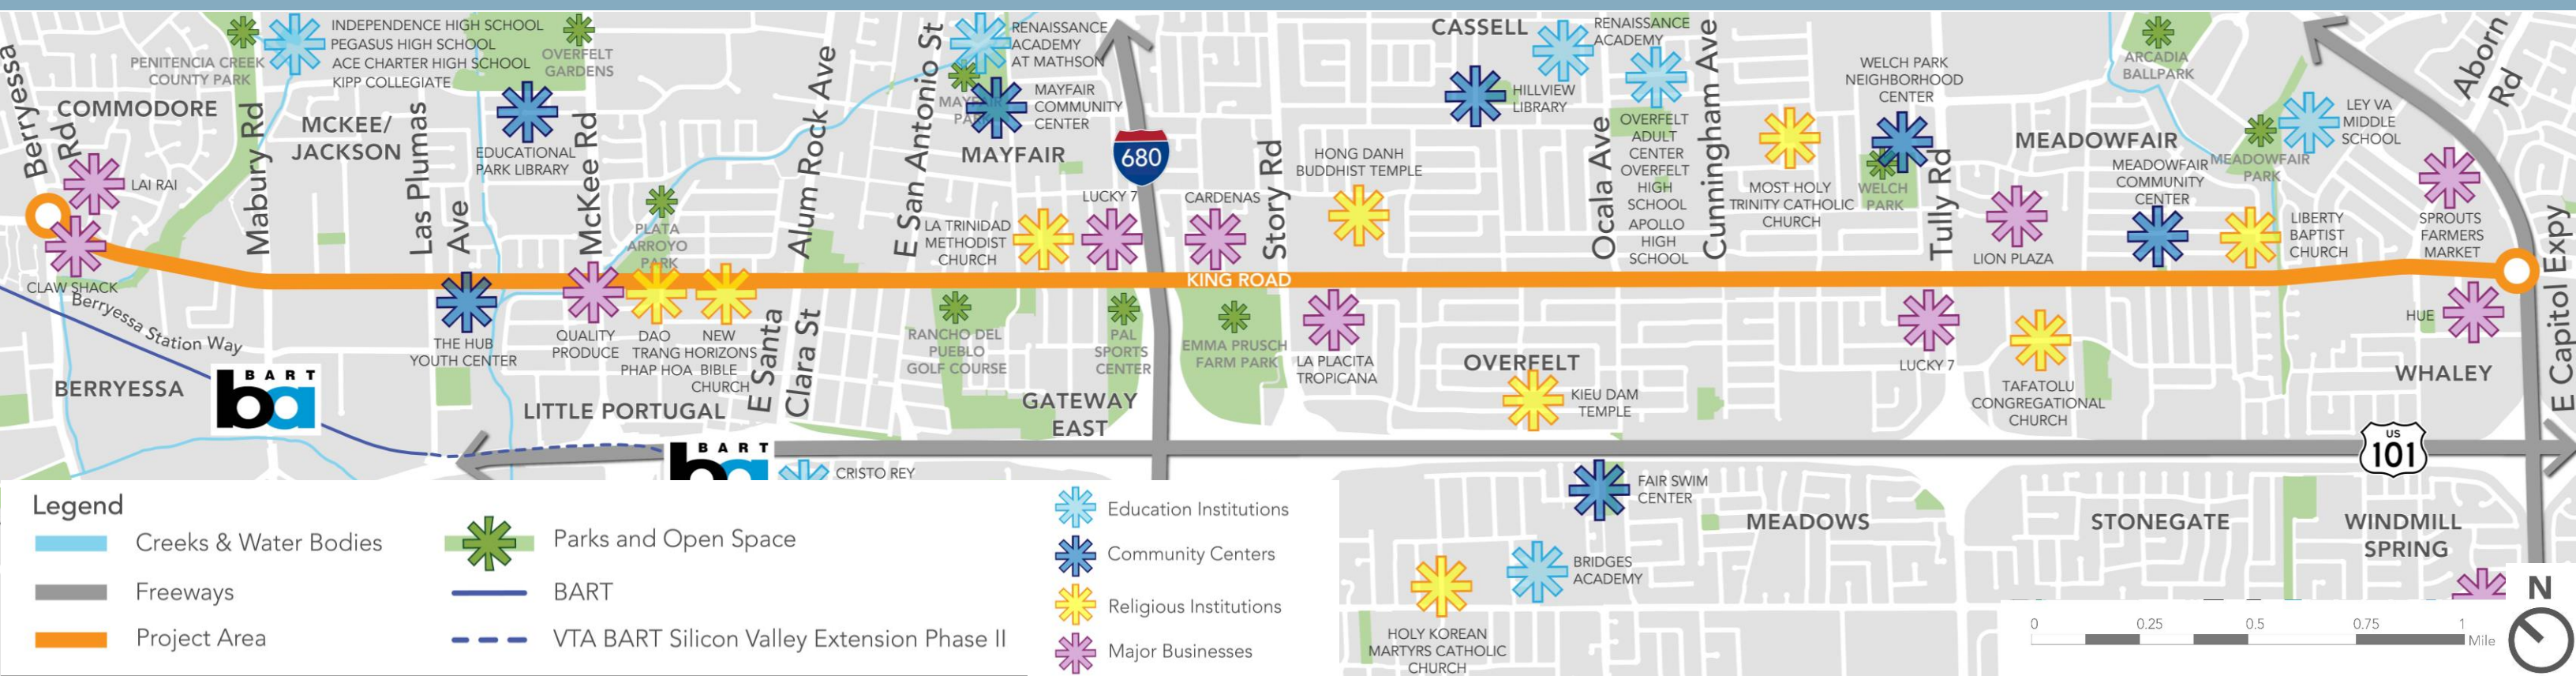 Berryessa
Rd
COMMODORE
PENITENCIA CREEK
COUNTY PARK
INDEPENDENCE HIGH SCHOOL
PEGASUS HIGH SCHOOL
ACE CHARTER HIGH SCHOOL
KIPP COLLEGIATE
OVERFELT
GARDENS
LAI RAI
CLAW SHACK
Berryessa Station Way
BERRYESSA
BART
ba
Mabury Rd
MCKEE/
JACKSON
Las Plumas
Ave
EDUCATIONAL
PARK LIBRARY
THE HUB
YOUTH CENTER
McKee Rd
PLATA
ARROYO
PARK
QUALITY
PRODUCE
DAO
TRANG
PHAP HOA
NEW
HORIZONS
BIBLE
CHURCH
LITTLE PORTUGAL
BART
ba
CRISTO REY
Alum Rock Ave
E Santa
Clara St
E San Antonio St
RENAISSANCE
ACADEMY
AT MATHSON
MAYFAIR
PARK
MAYFAIR
COMMUNITY
CENTER
MAYFAIR
LA TRINIDAD
METHODIST
CHURCH
LUCKY 7
680
RANCHO DEL
PUEBLO
GOLF COURSE
PAL
SPORTS
CENTER
GATEWAY
EAST
CARDENAS
Story Rd
KING ROAD
EMMA PRUSCH
FARM PARK
HONG DANH
BUDDHIST TEMPLE
LA PLACITA
TROPICANA
CASSELL
RENAISSANCE
ACADEMY
HILLVIEW
LIBRARY
Ocala Ave
OVERFELT
ADULT
CENTER
OVERFELT
HIGH
SCHOOL
APOLLO
HIGH
SCHOOL
Cunningham Ave
OVERFELT
KIEU DAM
TEMPLE
MOST HOLY
TRINITY CATHOLIC
CHURCH
WELCH PARK
NEIGHBORHOOD
CENTER
WELCH
PARK
Tully Rd
LUCKY 7
LION PLAZA
TAFATOLU
CONGREGATIONAL
CHURCH
MEADOWFAIR
MEADOWFAIR
COMMUNITY
CENTER
ARCADIA
BALLPARK
MEADOWFAIR
PARK
LEY VA
MIDDLE
SCHOOL
LIBERTY
BAPTIST
CHURCH
SPROUTS
FARMERS
MARKET
Aborn
Rd
HUE
WHALEY
E Capitol Expy
US
101
FAIR SWIM
CENTER
BRIDGES
ACADEMY
HOLY KOREAN
MARTYRS CATHOLIC
CHURCH
MEADOWS
STONEGATE
WINDMILL
SPRING
Legend
Creeks & Water Bodies
Freeways
Project Area
Parks and Open Space
BART
VTA BART Silicon Valley Extension Phase II
Education Institutions
Community Centers
Religious Institutions
Major Businesses
0 0.25 0.5 0.75 1
Mile
N